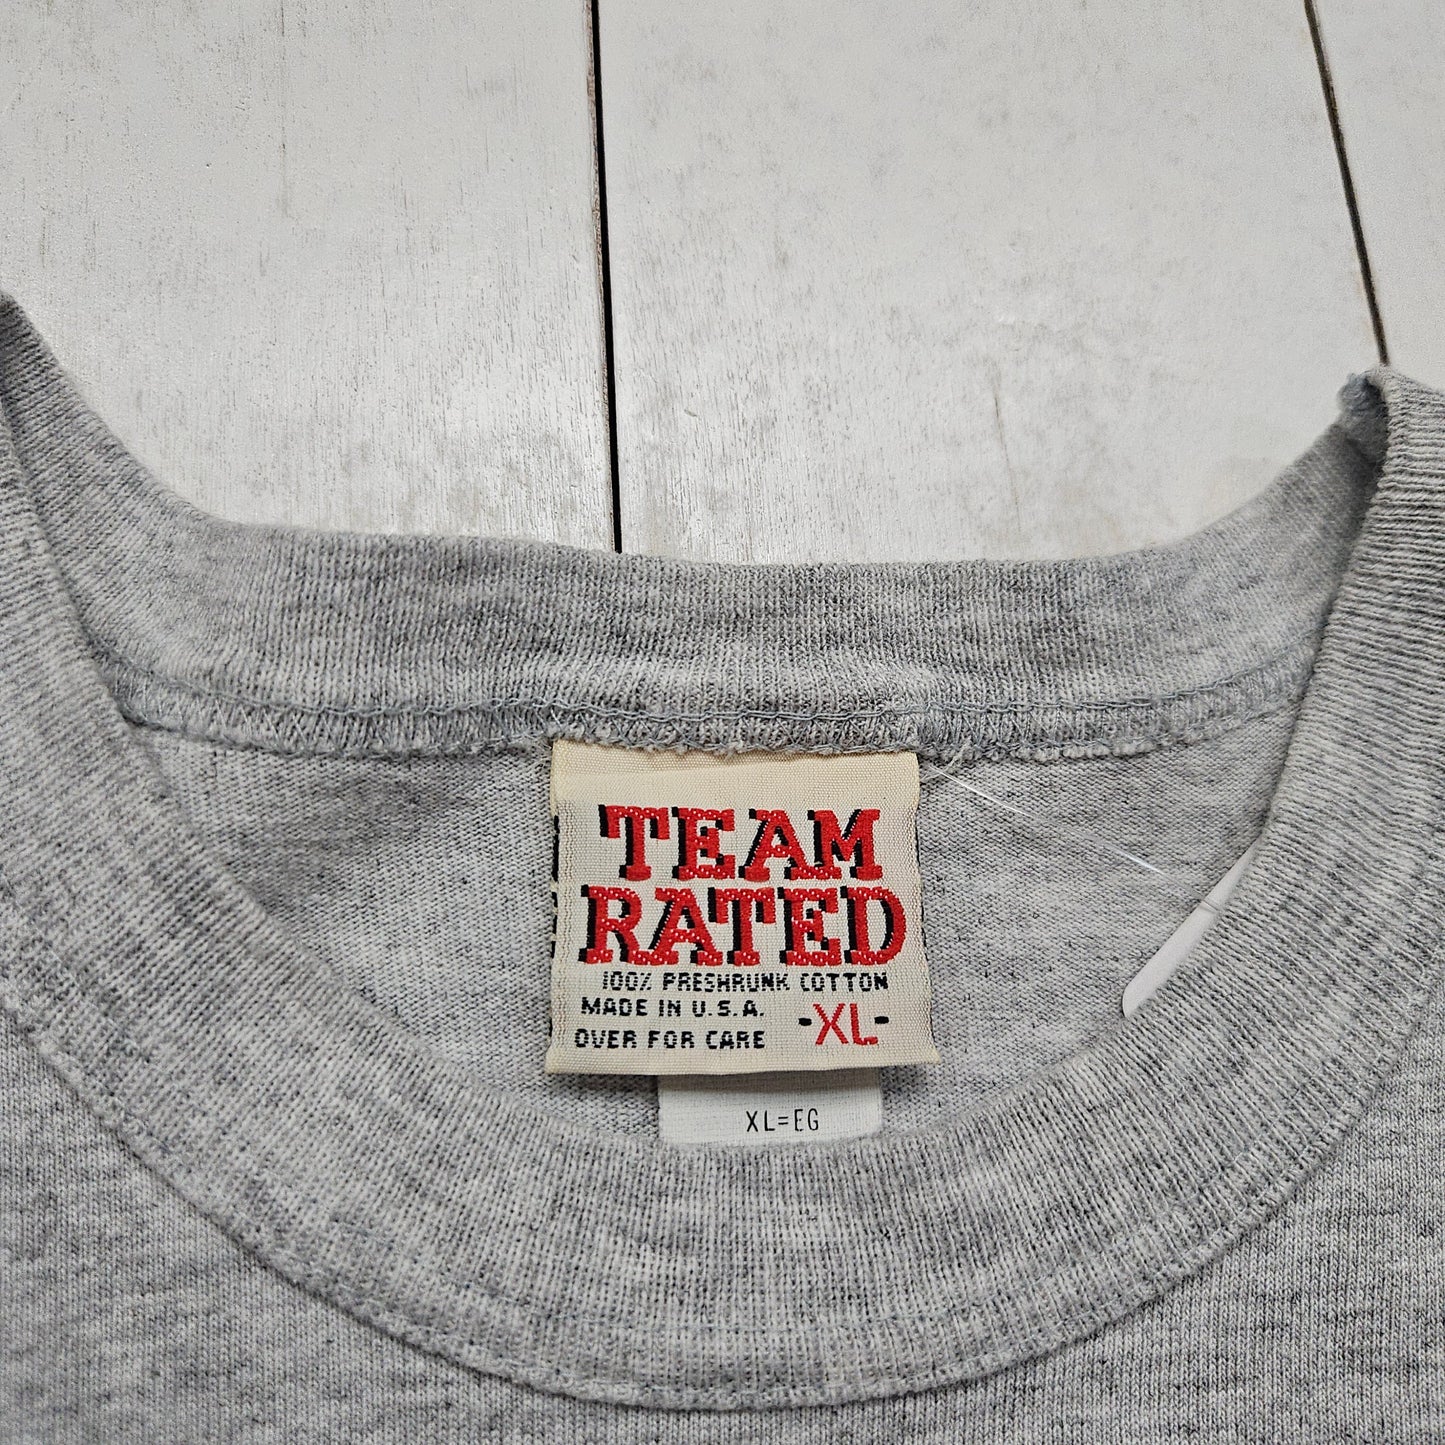 TEAM
RATED
100% PRESHRUNK COTTON
MADE IN U.S.A.
-XL-
OVER FOR CARE
XL=EG